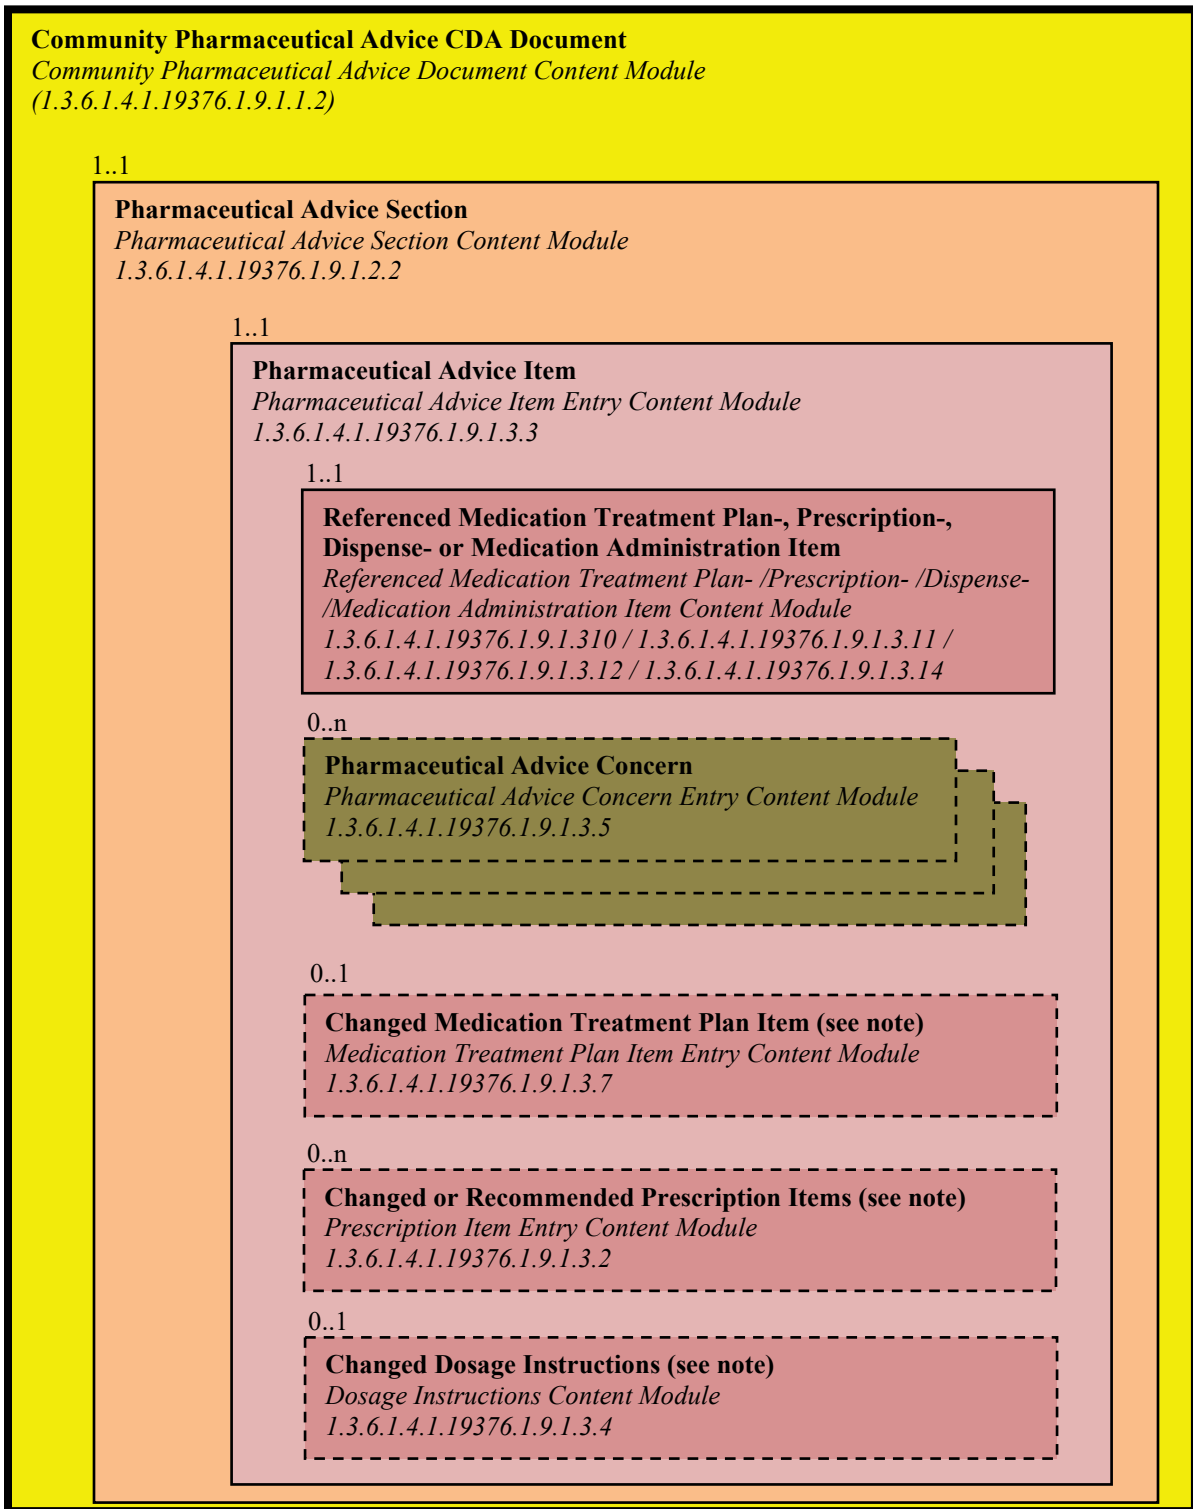 Community Pharmaceutical Advice CDA Document
Community Pharmaceutical Advice Document Content Module
(1.3.6.1.4.1.19376.1.9.1.1.2)
1..1
Pharmaceutical Advice Section
Pharmaceutical Advice Section Content Module
1.3.6.1.4.1.19376.1.9.1.2.2
1..1
Pharmaceutical Advice Item
Pharmaceutical Advice Item Entry Content Module
1.3.6.1.4.1.19376.1.9.1.3.3
1..1
Referenced Medication Treatment Plan-, Prescription-,
Dispense- or Medication Administration Item
Referenced Medication Treatment Plan- /Prescription- /Dispense-
/Medication Administration Item Content Module
1.3.6.1.4.1.19376.1.9.1.310 / 1.3.6.1.4.1.19376.1.9.1.3.11 /
1.3.6.1.4.1.19376.1.9.1.3.12 / 1.3.6.1.4.1.19376.1.9.1.3.14
0..n
Pharmaceutical Advice Concern
Pharmaceutical Advice Concern Entry Content Module
1.3.6.1.4.1.19376.1.9.1.3.5
0..1
Changed Medication Treatment Plan Item (see note)
Medication Treatment Plan Item Entry Content Module
1.3.6.1.4.1.19376.1.9.1.3.7
0..n
Changed or Recommended Prescription Items (see note)
Prescription Item Entry Content Module
1.3.6.1.4.1.19376.1.9.1.3.2
0..1
Changed Dosage Instructions (see note)
Dosage Instructions Content Module
1.3.6.1.4.1.19376.1.9.1.3.4